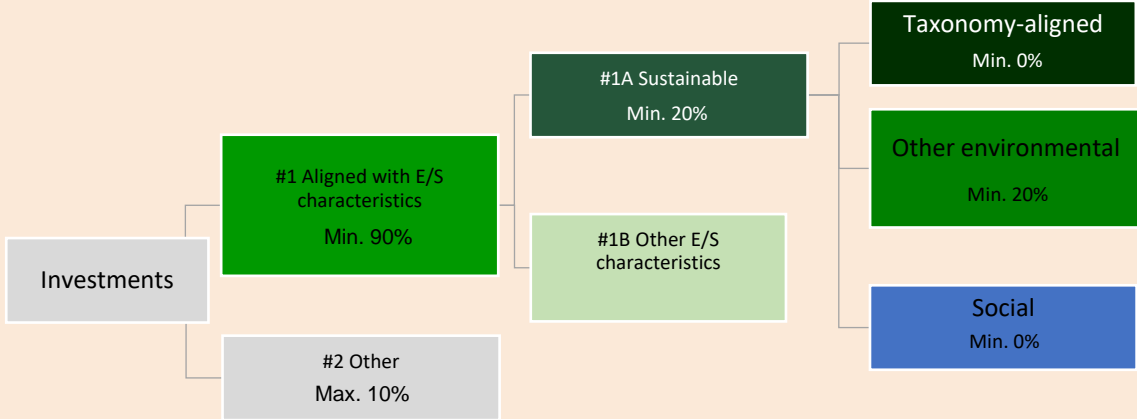 Investments
#1 Aligned with E/S
characteristics
Min. 90%
#2 Other
Max. 10%
#1A Sustainable
Min. 20%
#1B Other E/S
characteristics
Taxonomy-aligned
Min. 0%
Other environmental
Min. 20%
Social
Min. 0%